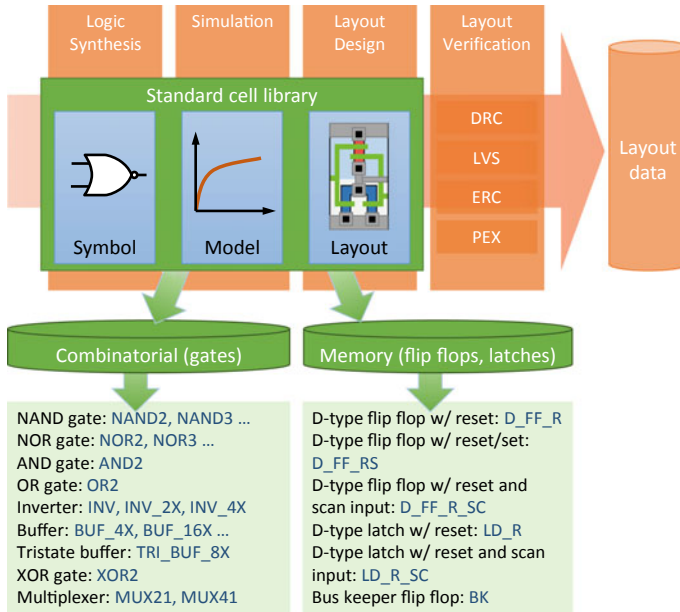 Logic
Synthesis
Simulation
Layout
Design
Layout
Verification
Standard cell library
Symbol
Model
Layout
DRC
LVS
ERC
PEX
Layout
data
Combinatorial (gates)
Memory (flip flops, latches)
NAND gate: NAND2, NAND3 ...
NOR gate: NOR2, NOR3 ...
AND gate: AND2
OR gate: OR2
Inverter: INV, INV_2X, INV_4X
Buffer: BUF_4X, BUF_16X ...
Tristate buffer: TRI_BUF_8X
XOR gate: XOR2
Multiplexer: MUX21, MUX41
D-type flip flop w/ reset: D_FF_R
D-type flip flop w/ reset/set:
D_FF_RS
D-type flip flop w/ reset and
scan input: D_FF_R_SC
D-type latch w/ reset: LD_R
D-type latch w/ reset and scan
input: LD_R_SC
Bus keeper flip flop: BK